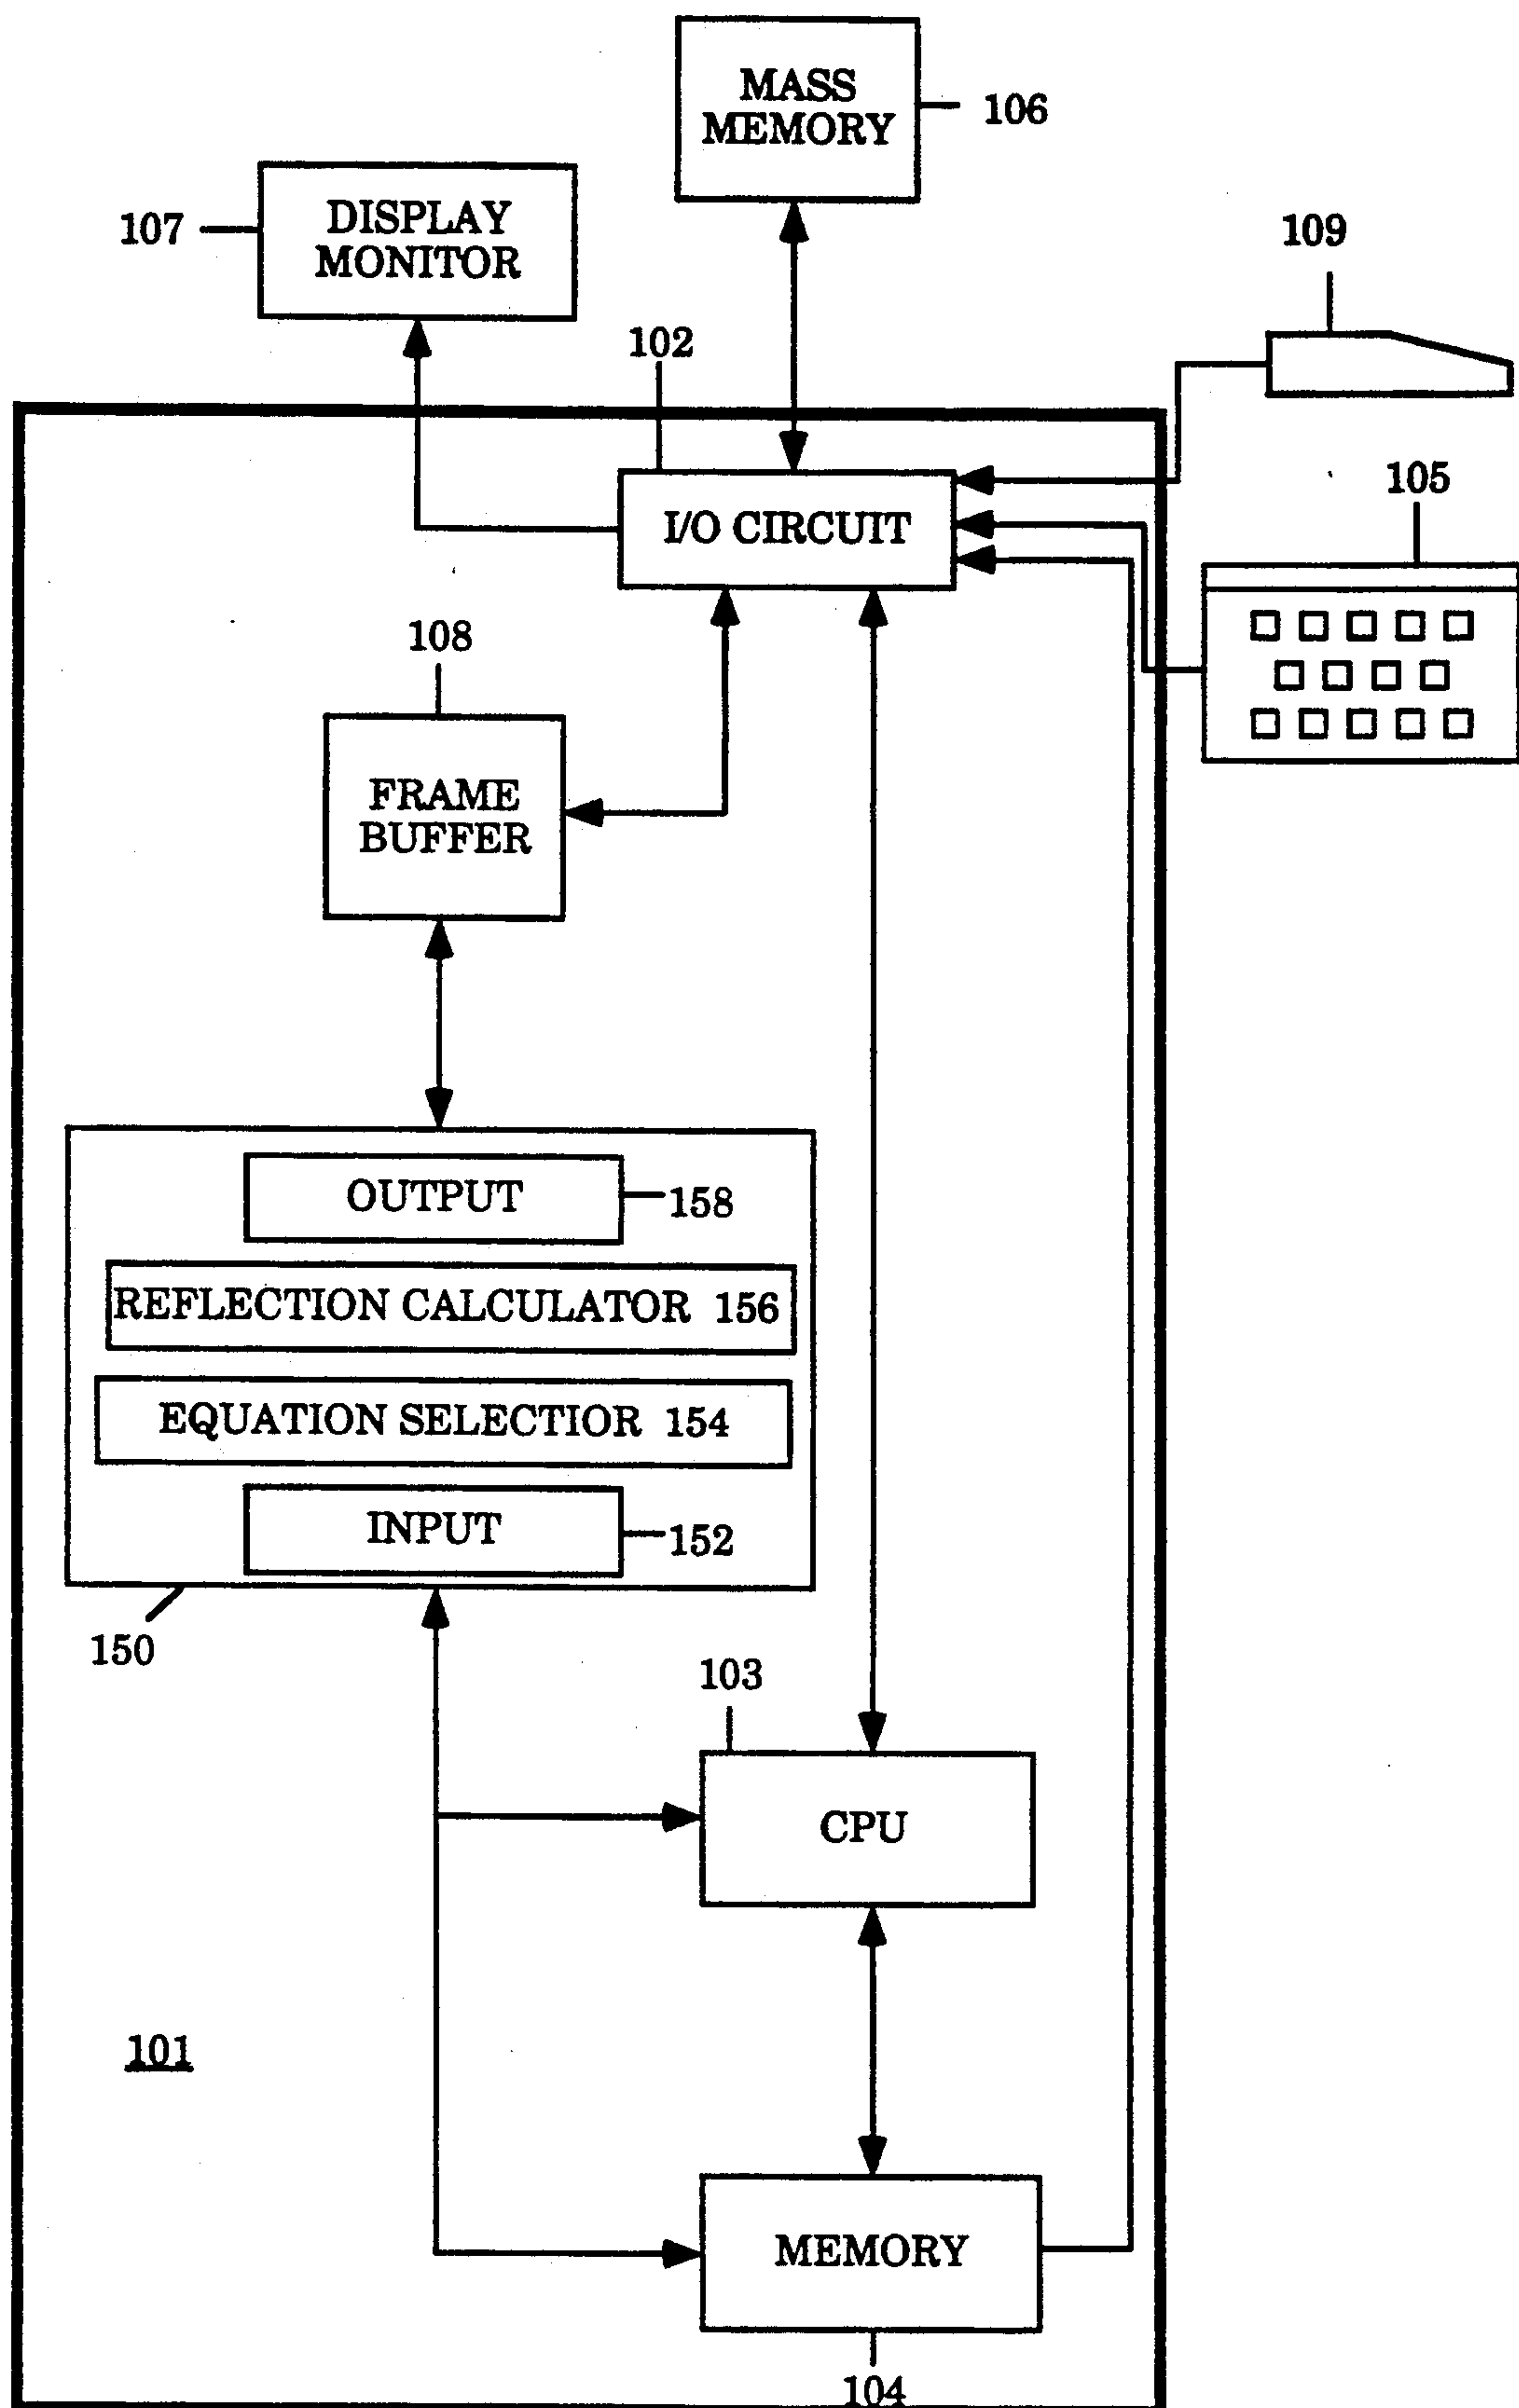 MASS
MEMORY
106
107
DISPLAY
MONITOR
109
102
I/O CIRCUIT
105
108
FRAME
BUFFER
OUTPUT
158
REFLECTION CALCULATOR 156
EQUATION SELECTIOR 154
INPUT
152
150
103
CPU
101
MEMORY
104